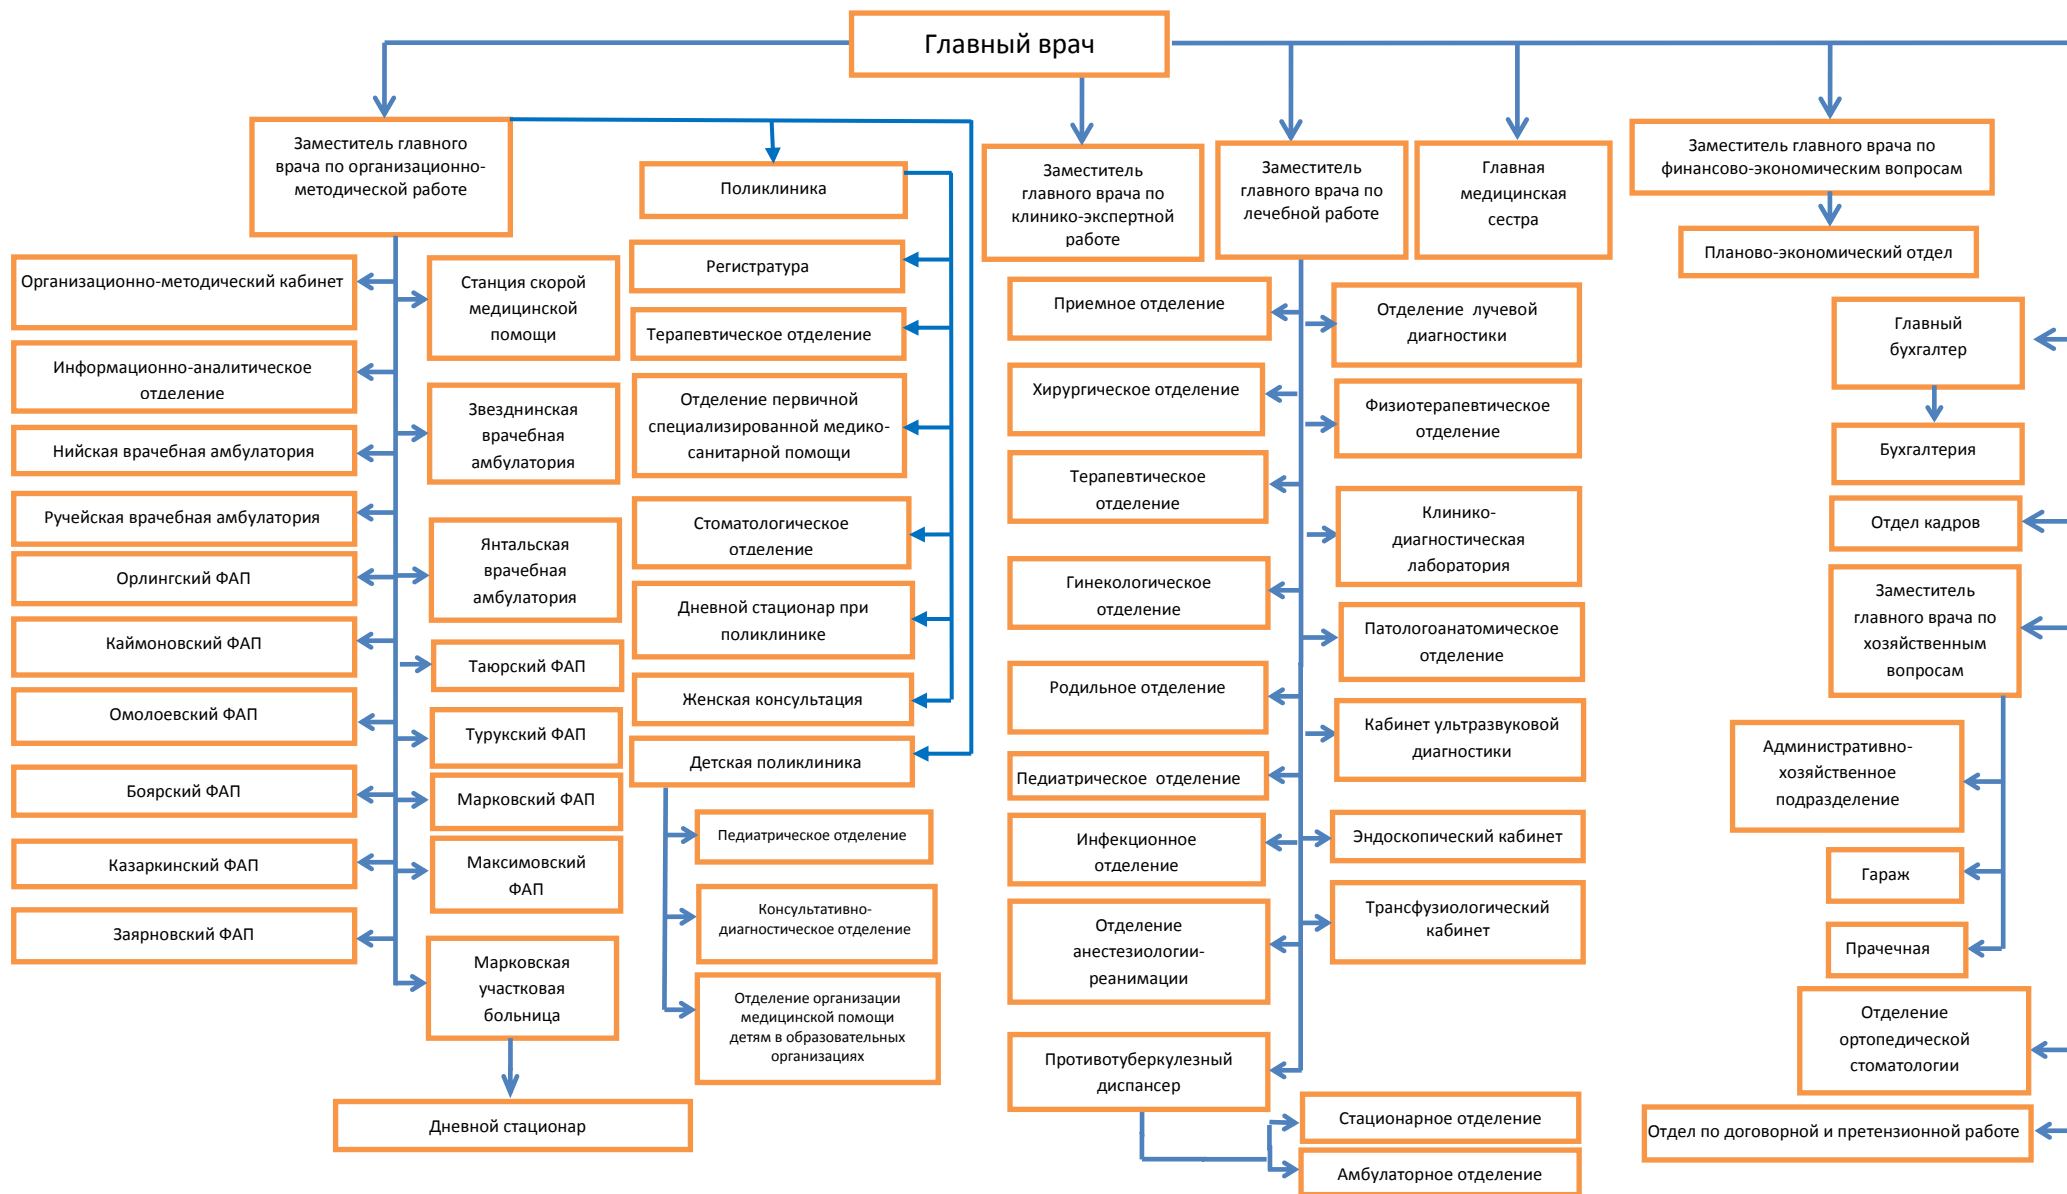 Главный врач
Заместитель главного
врача по организационно-
методической работе
Организационно-методический кабинет
Информационно-аналитическое
отделение
Нийская врачебная амбулатория
Ручейская врачебная амбулатория
Орлингский ФАП
Каймоновский ФАП
Омолоевский ФАП
Боярский ФАП
Казаркинский ФАП
Заярновский ФАП
Станция скорой
медицинской
помощи
Звезднинская
врачебная
амбулатория
Янтальская
врачебная
амбулатория
Таюрский ФАП
Турукский ФАП
Марковский ФАП
Максимовский
ФАП
Марковская
участковая
больница
Дневной стационар
Поликлиника
Регистратура
Терапевтическое отделение
Отделение первичной
специализированной медико-
санитарной помощи
Стоматологическое
отделение
Дневной стационар при
поликлинике
Женская консультация
Детская поликлиника
Педиатрическое отделение
Консультативно-
диагностическое отделение
Отделение организации
медицинской помощи
детям в образовательных
организациях
Заместитель
главного врача по
клинико-экспертной
работе
Заместитель
главного врача по
лечебной работе
Приемное отделение
Хирургическое отделение
Терапевтическое
отделение
Гинекологическое
отделение
Родильное отделение
Педиатрическое отделение
Инфекционное
отделение
Отделение
анестезиологии-
реанимации
Противотуберкулезный
диспансер
Стационарное отделение
Амбулаторное отделение
Отделение лучевой
диагностики
Физиотерапевтическое
отделение
Клинико-
диагностическая
лаборатория
Патологоанатомическое
отделение
Кабинет ультразвуковой
диагностики
Эндоскопический кабинет
Трансфузиологический
кабинет
Главная
медицинская
сестра
Заместитель главного врача по
финансово-экономическим вопросам
Планово-экономический отдел
Главный
бухгалтер
Бухгалтерия
Отдел кадров
Заместитель
главного врача по
хозяйственным
вопросам
Административно-
хозяйственное
подразделение
Гараж
Прачечная
Отделение
ортопедической
стоматологии
Отдел по договорной и претензионной работе